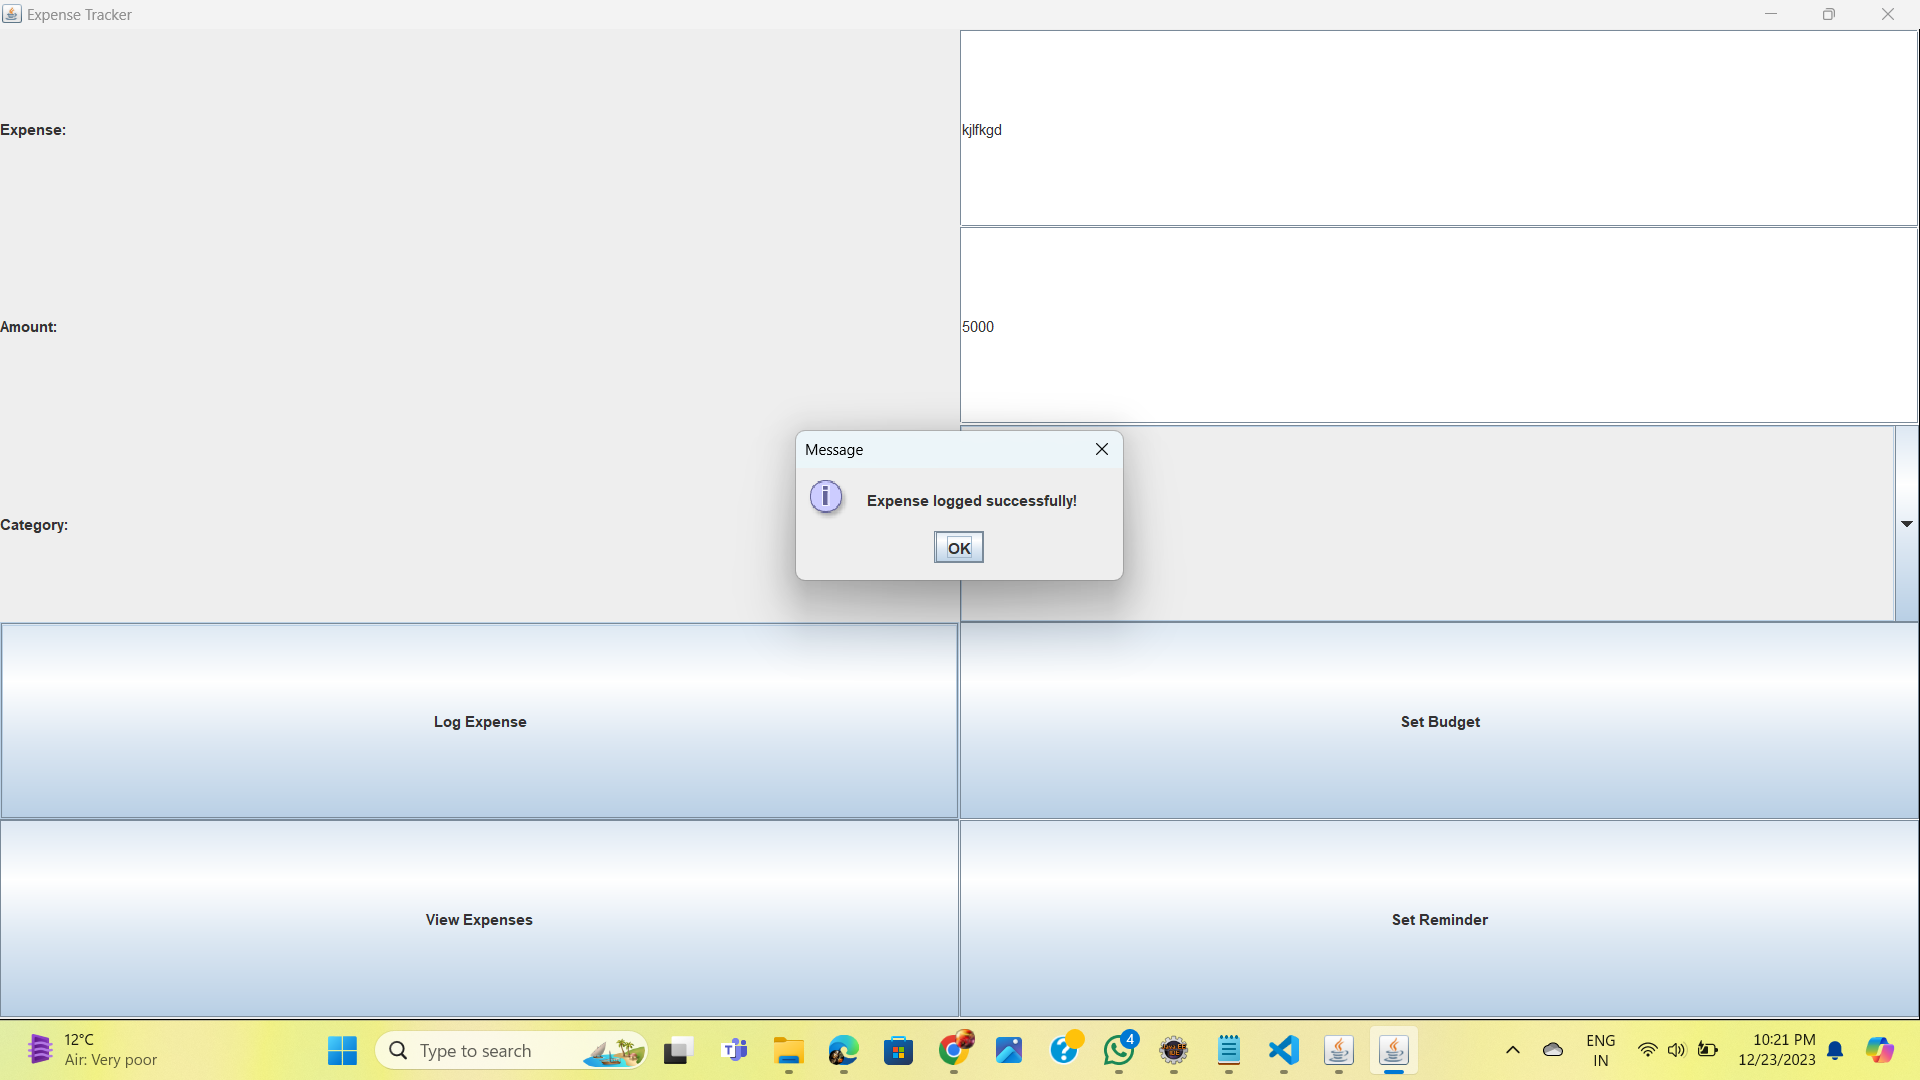 Expense Tracker
Expense:
kjlfkgd
Amount:
5000
Category:
Message
Expense logged successfully!
OK
Log Expense
Set Budget
View Expenses
Set Reminder
12°C
Air: Very poor
Type to search
4
ENG
IN
10:21 PM
12/23/2023